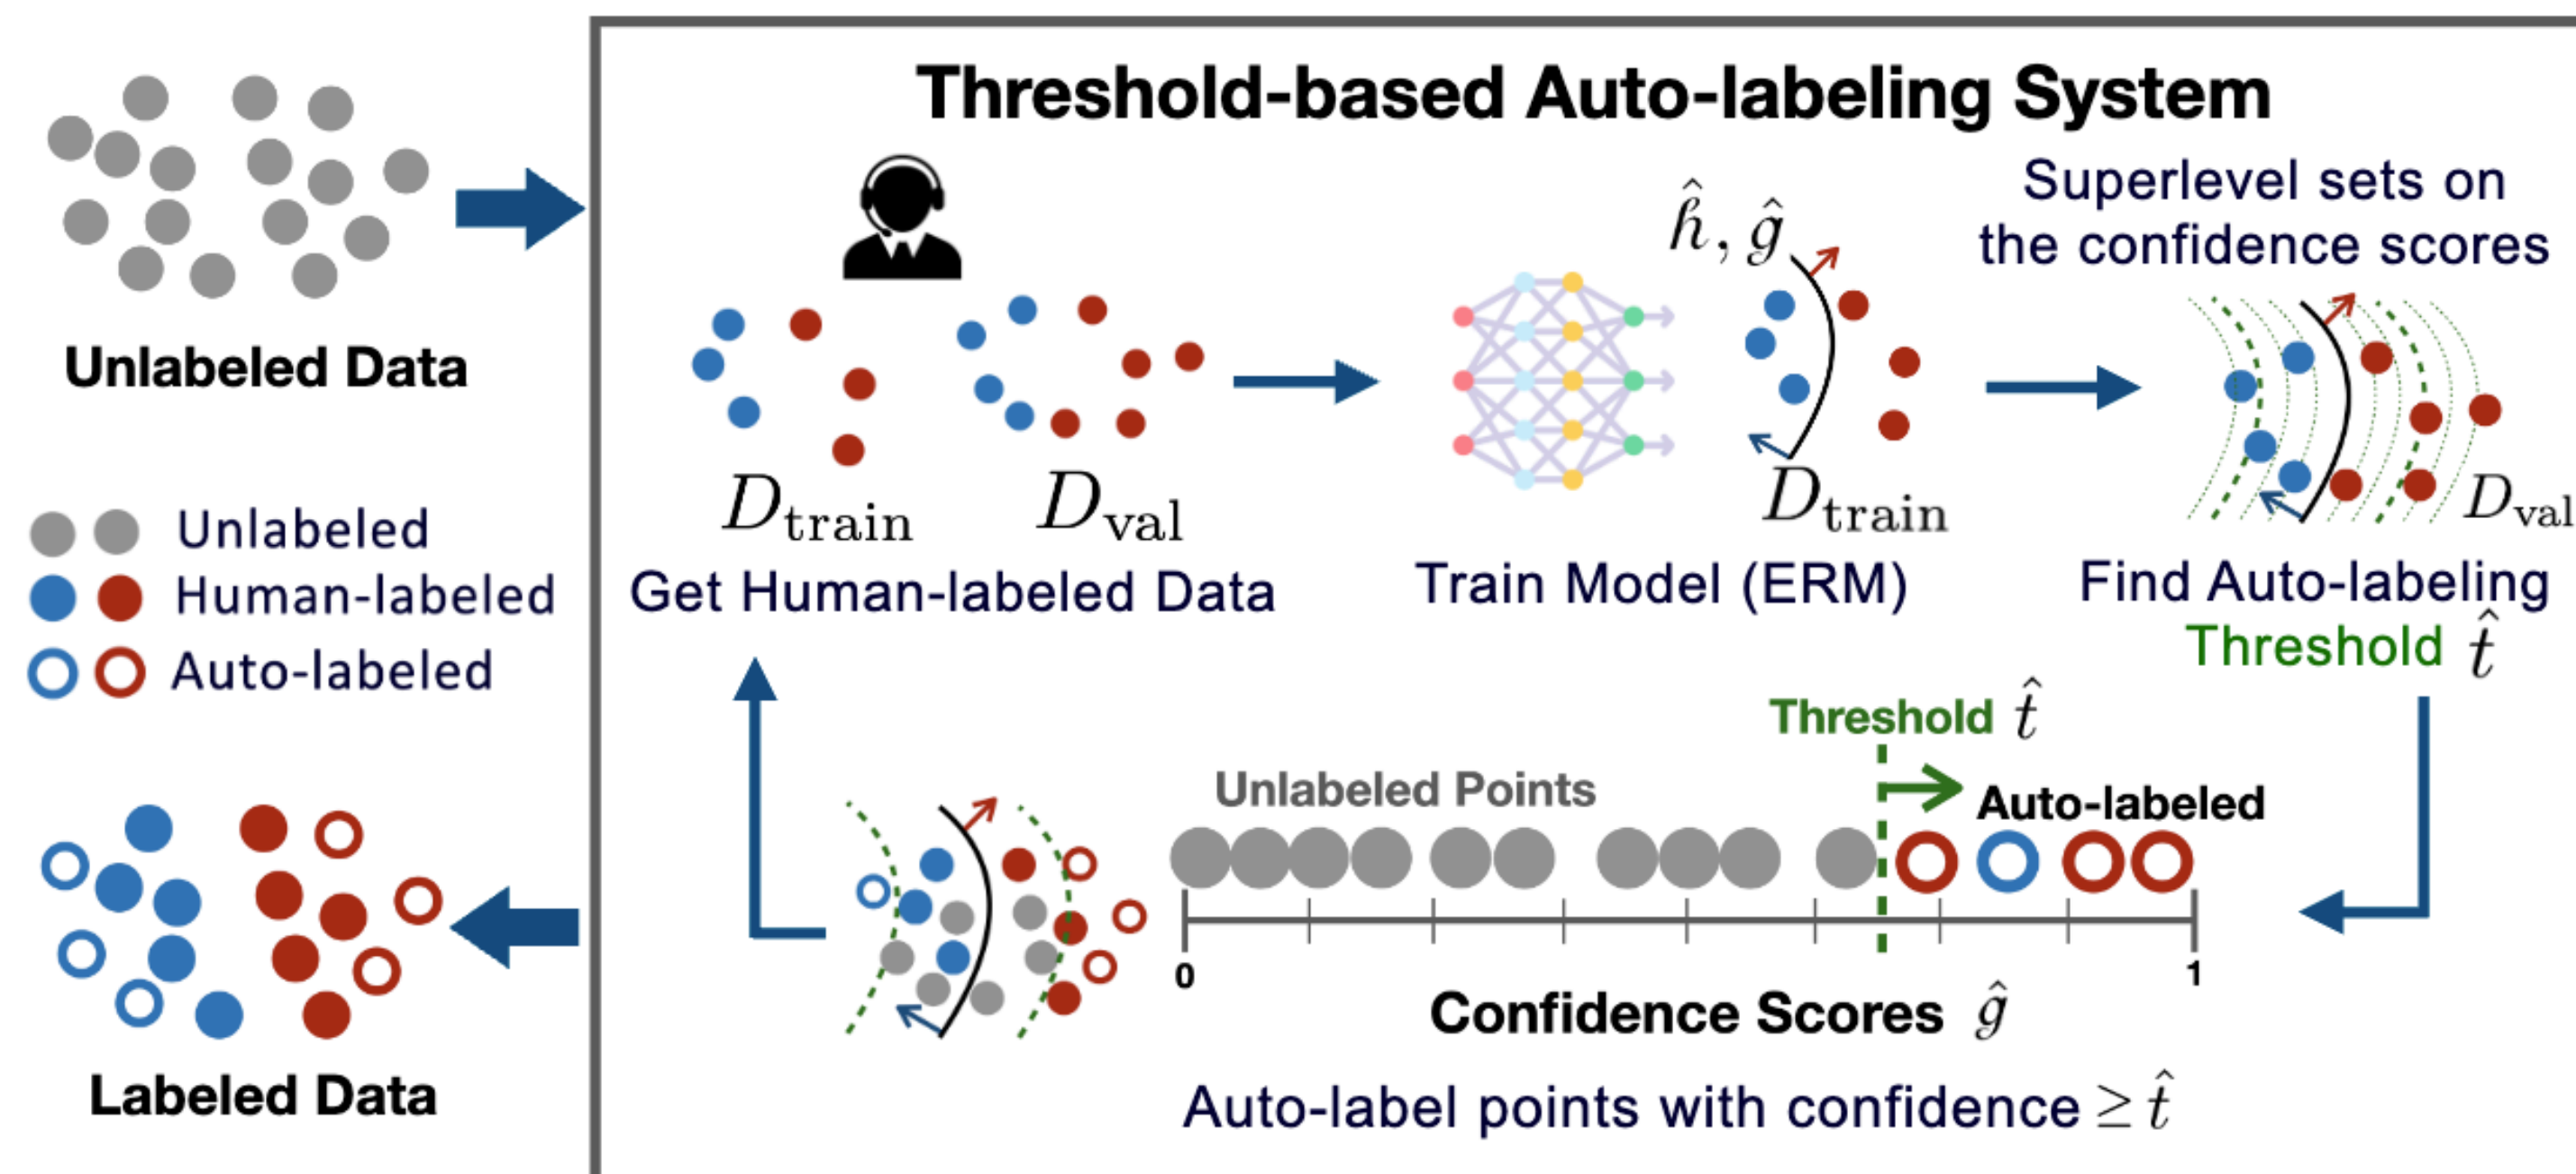 Threshold-based Auto-labeling System
Unlabeled Data
Unlabeled
Human-labeled
Auto-labeled
Labeled Data
D_train
D_val
Get Human-labeled Data
ĥ, ĝ
D_train
Train Model (ERM)
Superlevel sets on
the confidence scores
D_val
Find Auto-labeling
Threshold t̂
Threshold t̂
Unlabeled Points
Auto-labeled
0
1
Confidence Scores ĝ
Auto-label points with confidence ≥ t̂